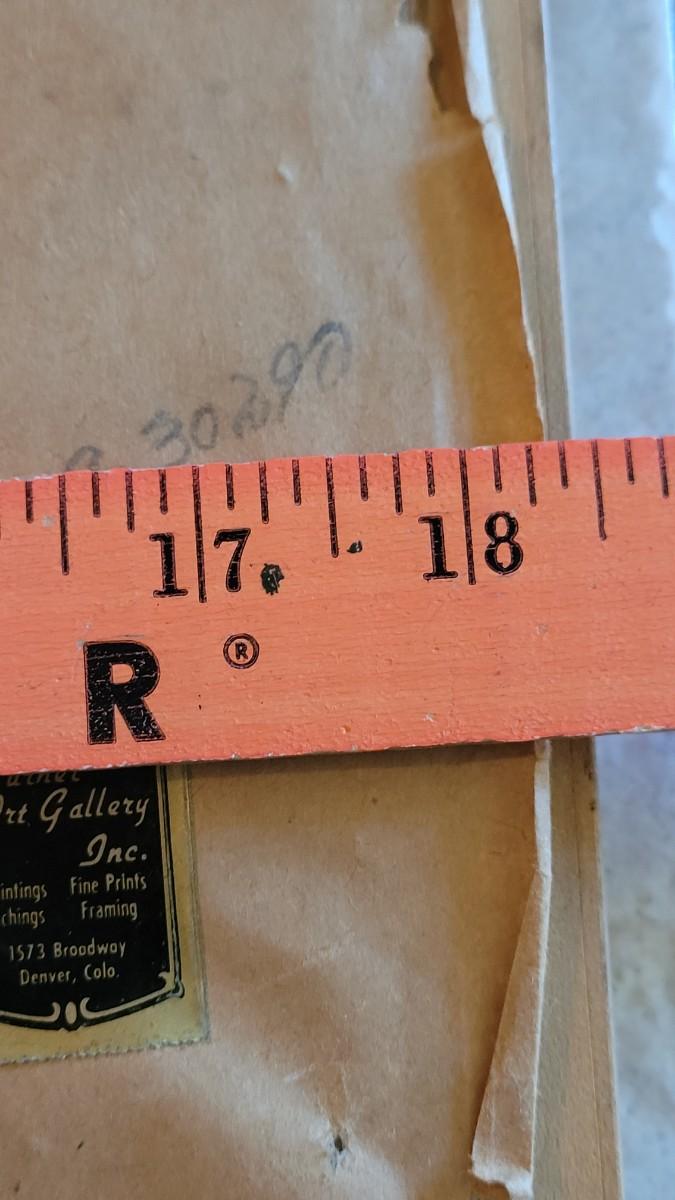 30290
17 18
R ®
Art Gallery
Inc.
Fine Prints
Framing
1573 Broadway
Denver, Colo.